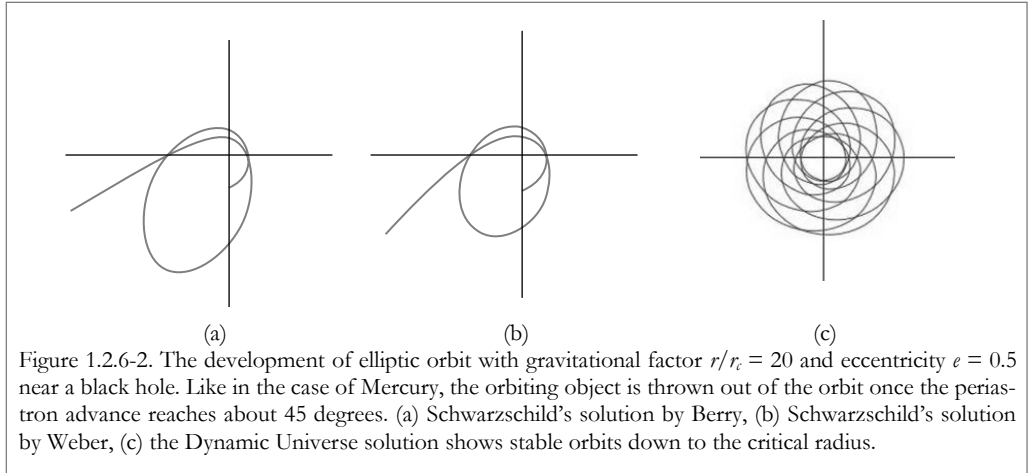 (a) (b) (c)
Figure 1.2.6-2. The development of elliptic orbit with gravitational factor r/rc = 20 and eccentricity e = 0.5
near a black hole. Like in the case of Mercury, the orbiting object is thrown out of the orbit once the perias-
tron advance reaches about 45 degrees. (a) Schwarzschild's solution by Berry, (b) Schwarzschild's solution
by Weber, (c) the Dynamic Universe solution shows stable orbits down to the critical radius.